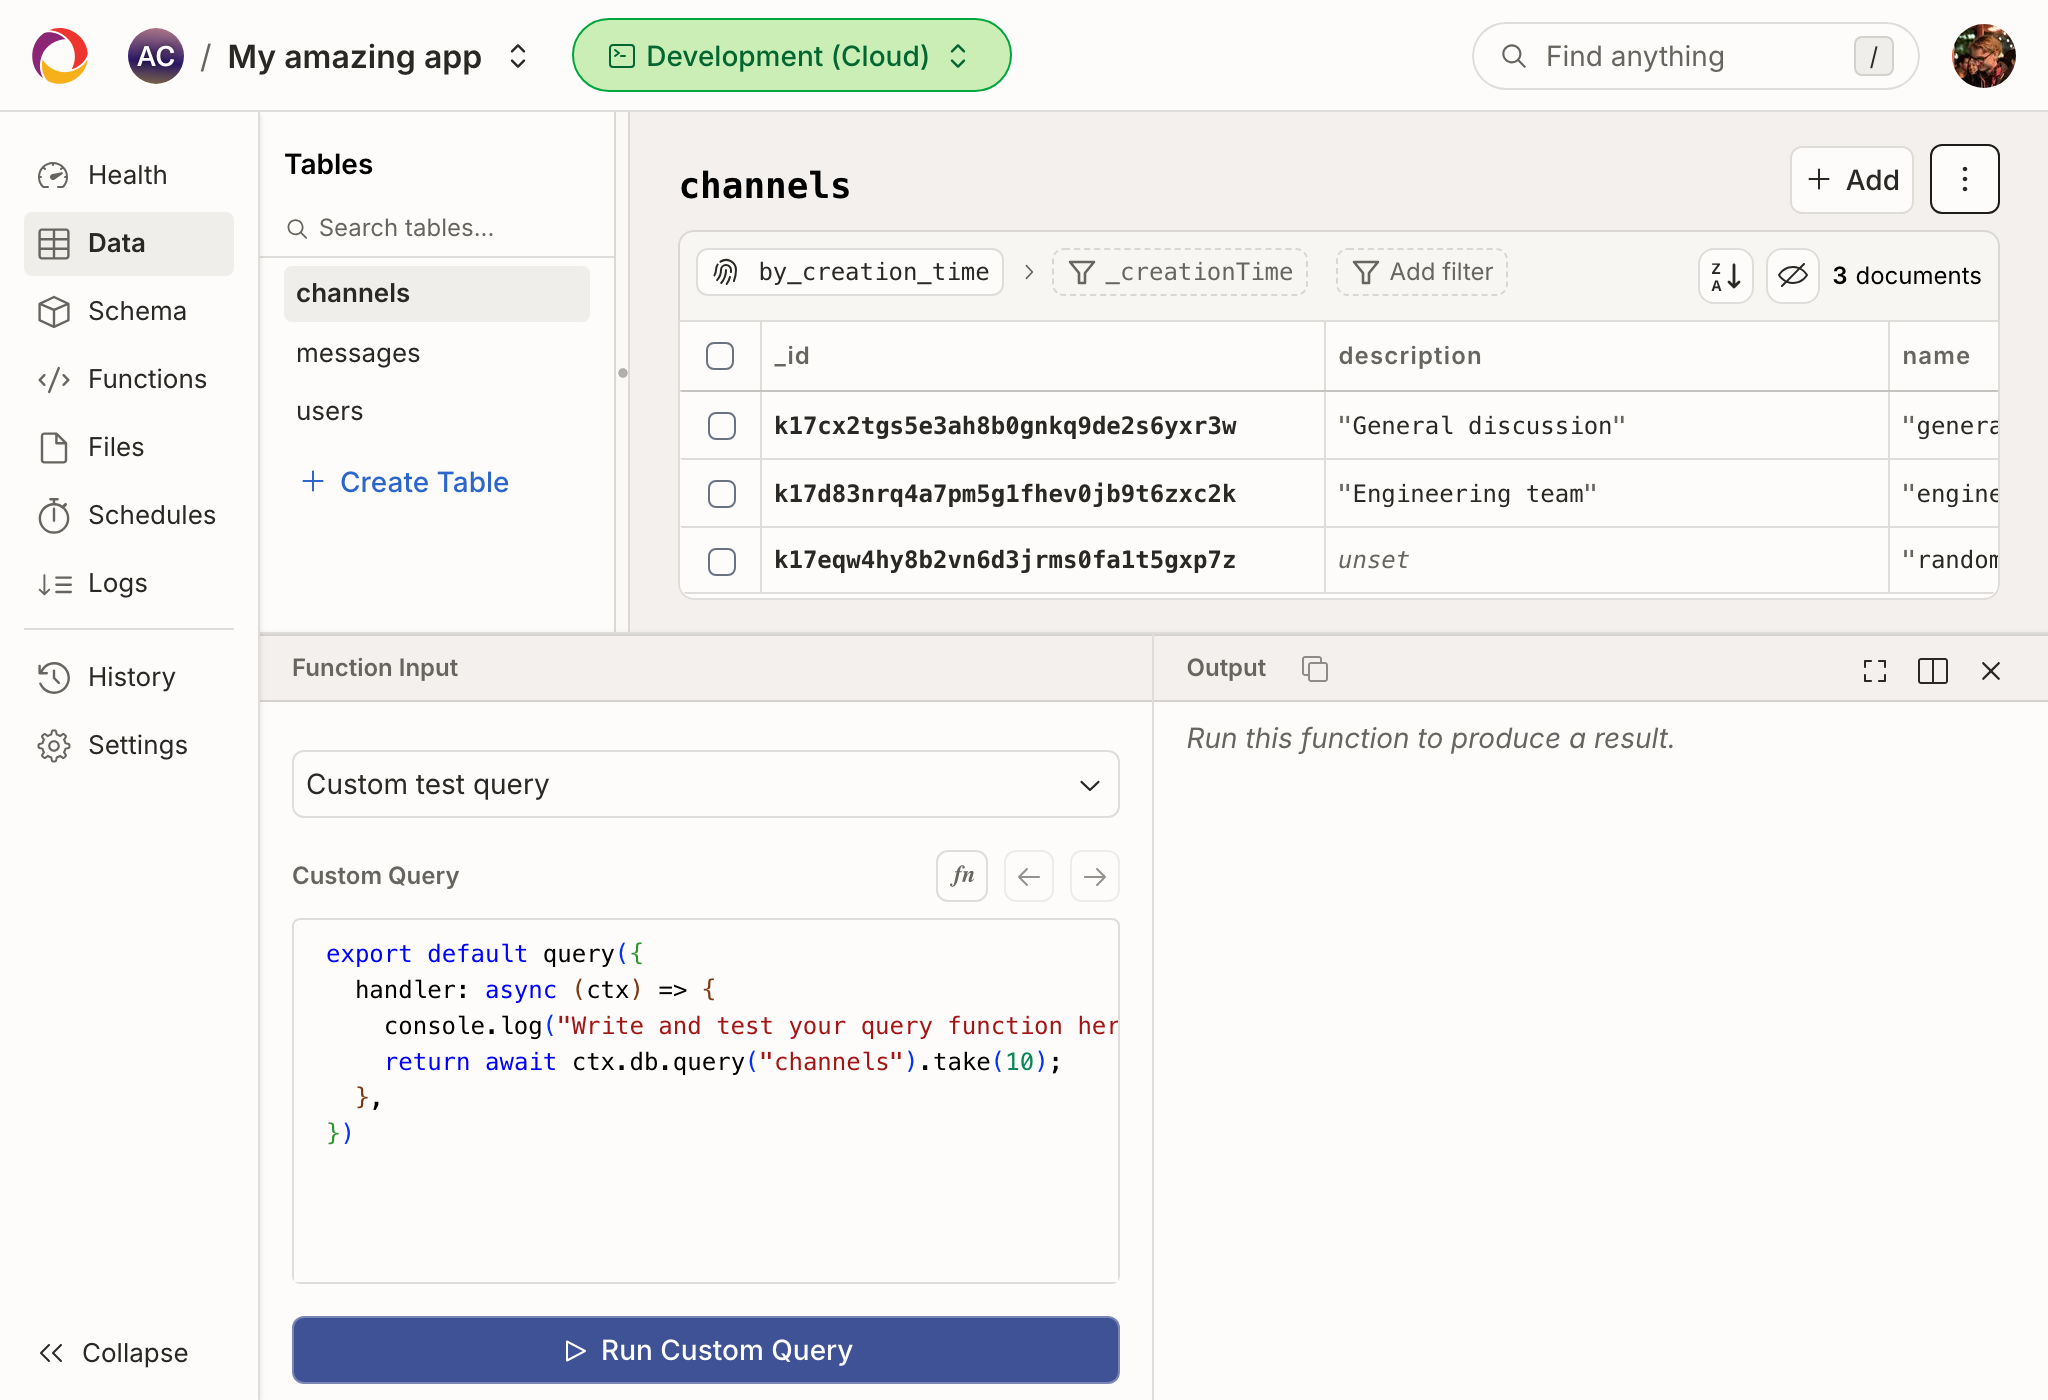 AC / My amazing app
Development (Cloud)
Find anything /
Health
Data
Schema
Functions
Files
Schedules
Logs
History
Settings
Collapse
Tables
Search tables...
channels
messages
users
+ Create Table
channels
+ Add
by_creation_time > _creationTime Add filter
Z A 3 documents
_id description name
k17cx2tgs5e3ah8b0gnkq9de2s6yxr3w "General discussion" "genera
k17d83nrq4a7pm5g1fhev0jb9t6zxc2k "Engineering team" "engine
k17eqw4hy8b2vn6d3jrms0fa1t5gxp7z unset "random
Function Input
Custom test query
Custom Query fn
export default query({
handler: async (ctx) => {
console.log("Write and test your query function her
return await ctx.db.query("channels").take(10);
},
})
Run Custom Query
Output
Run this function to produce a result.